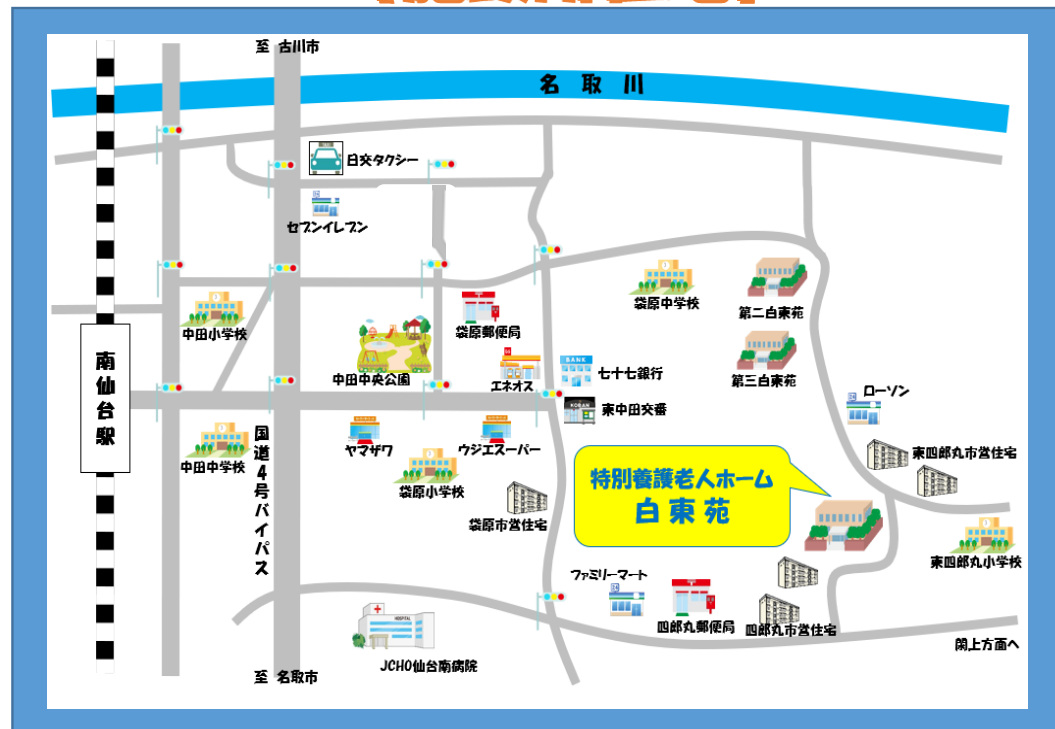 至 古川市
名取川
日交タクシー
セブンイレブン
中田小学校
袋原郵便局
袋原中学校
第二白東苑
南仙台駅
中田中央公園
エネオス
BANK
七十七銀行
第三白東苑
KOBAN
東中田交番
ローソン
中田中学校
国道4号バイパス
ヤマザワ
ウジエスーパー
袋原小学校
東四郎丸市営住宅
特別養護老人ホーム
白東苑
袋原市営住宅
東四郎丸小学校
ファミリーマート
HOSPITAL
四郎丸郵便局
四郎丸市営住宅
閖上方面へ
JCHO仙台南病院
至 名取市